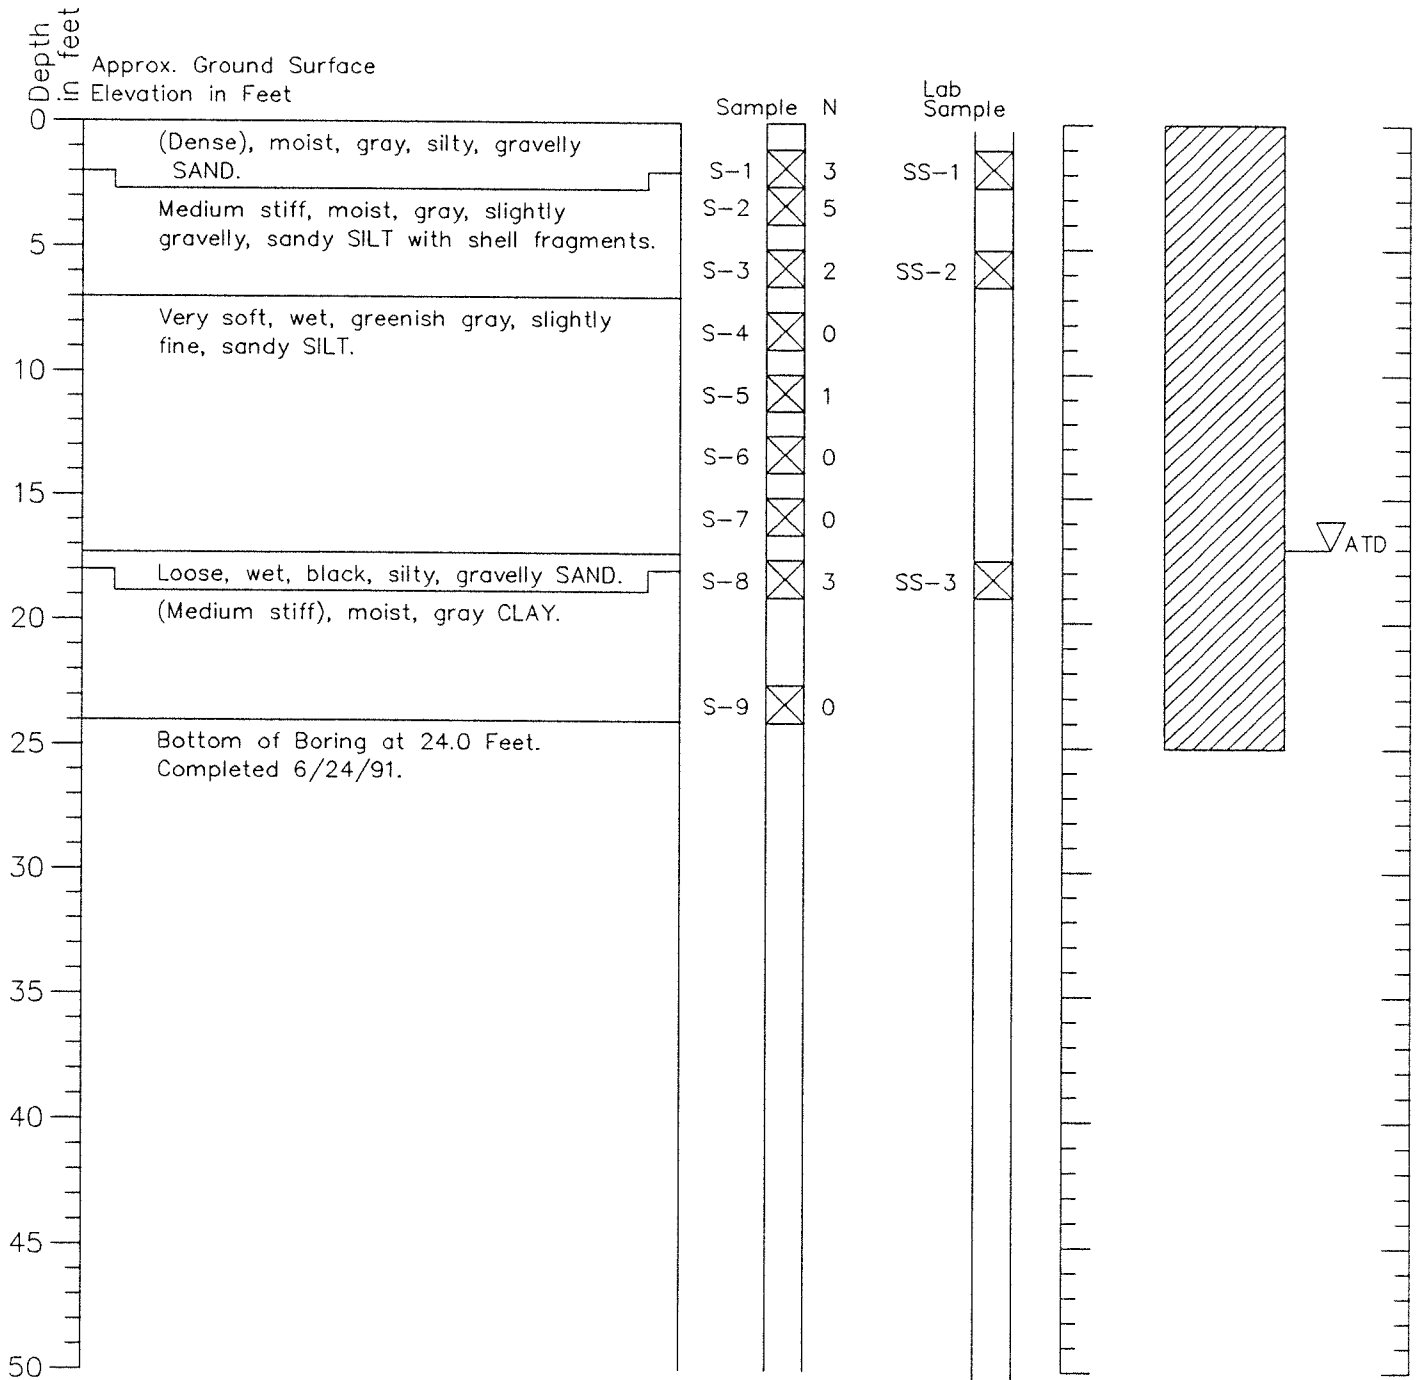 Depth
in feet
Approx. Ground Surface
Elevation in Feet
Sample N
Lab
Sample
0
(Dense), moist, gray, silty, gravelly
SAND.
S-1 3 SS-1
Medium stiff, moist, gray, slightly
gravelly, sandy SILT with shell fragments.
S-2 5
5
S-3 2 SS-2
Very soft, wet, greenish gray, slightly
fine, sandy SILT.
S-4 0
10
S-5 1
S-6 0
15
S-7 0
ATD
Loose, wet, black, silty, gravelly SAND.
S-8 3 SS-3
(Medium stiff), moist, gray CLAY.
20
S-9 0
Bottom of Boring at 24.0 Feet.
Completed 6/24/91.
25
30
35
40
45
50